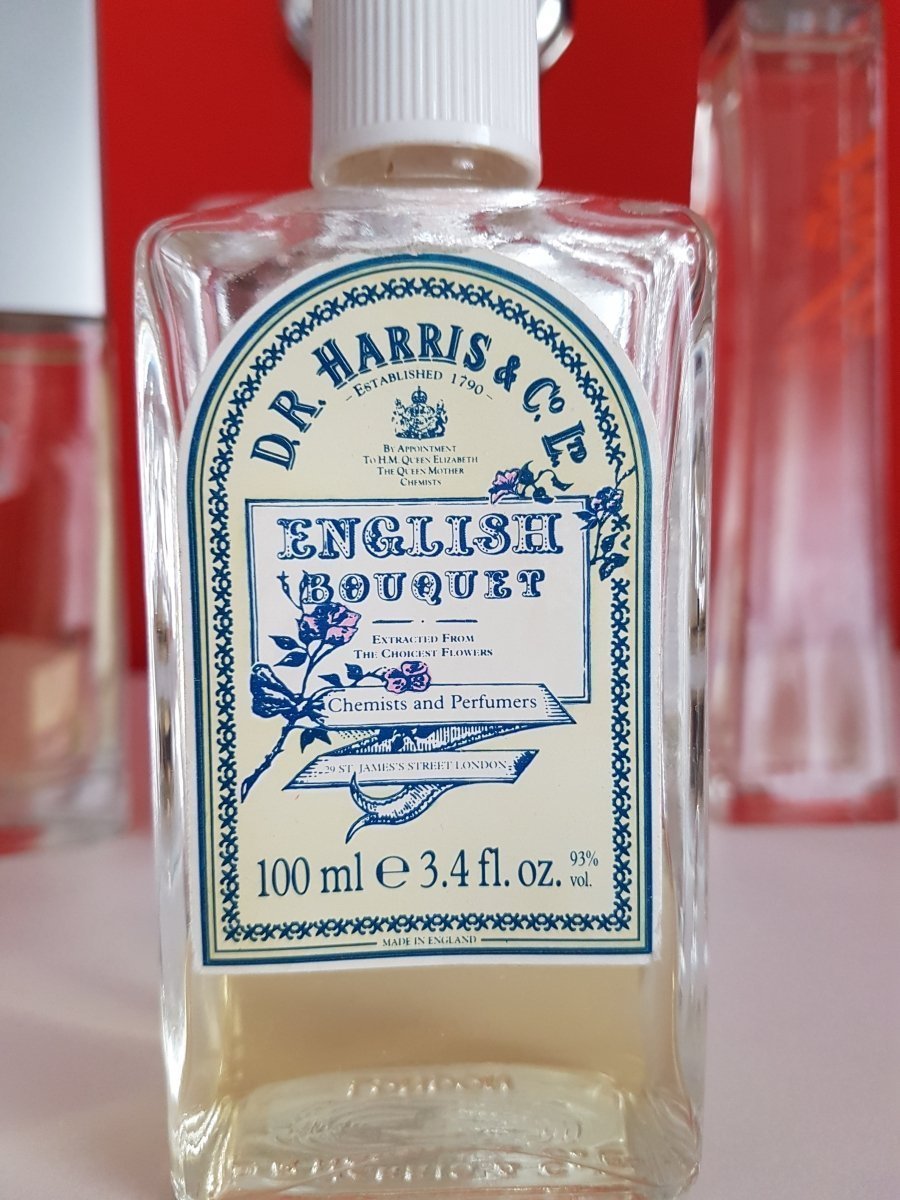 D.R. HARRIS & Co. LD.
- ESTABLISHED 1790 -
BY APPOINTMENT
TO H.M. QUEEN ELIZABETH
THE QUEEN MOTHER
CHEMISTS
ENGLISH
BOUQUET
EXTRACTED FROM
THE CHOICEST FLOWERS
Chemists and Perfumers
29 ST. JAMES'S STREET LONDON
100 ml e 3.4 fl. oz. 93% vol.
MADE IN ENGLAND